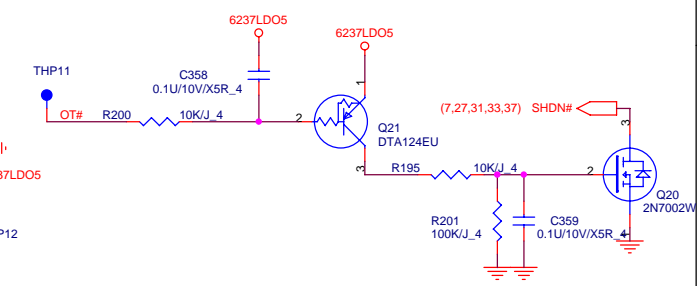 6237LDO5
6237LDO5
THP11
C358
0.1U/10V/X5R_4
1
OT#
R200
10K/J_4
2
Q21
DTA124EU
(7,27,31,33,37)
SHDN#
3
3
R195
10K/J_4
2
Q20
2N7002W
37LDO5
R201
100K/J_4
C359
0.1U/10V/X5R_4
P12